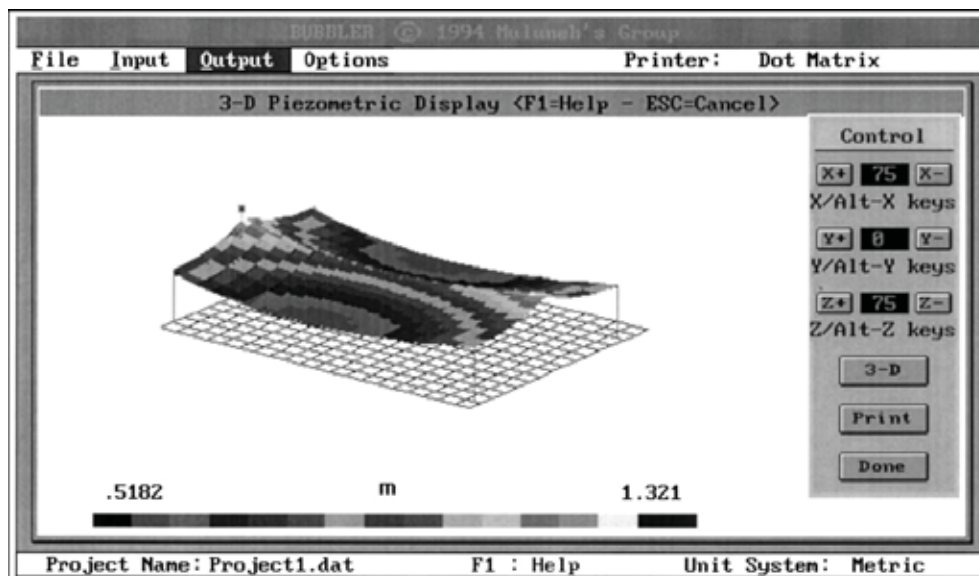 BUBBLER © 1994 Muluneh's Group
File Input Output Options Printer: Dot Matrix
3-D Piezometric Display <F1=Help - ESC=Cancel>
Control
X+ 75 X-
X/Alt-X keys
Y+ 0 Y-
Y/Alt-Y keys
Z+ 75 Z-
Z/Alt-Z keys
3-D
Print
Done
.5182 m 1.321
Project Name: Project1.dat F1 : Help Unit System: Metric